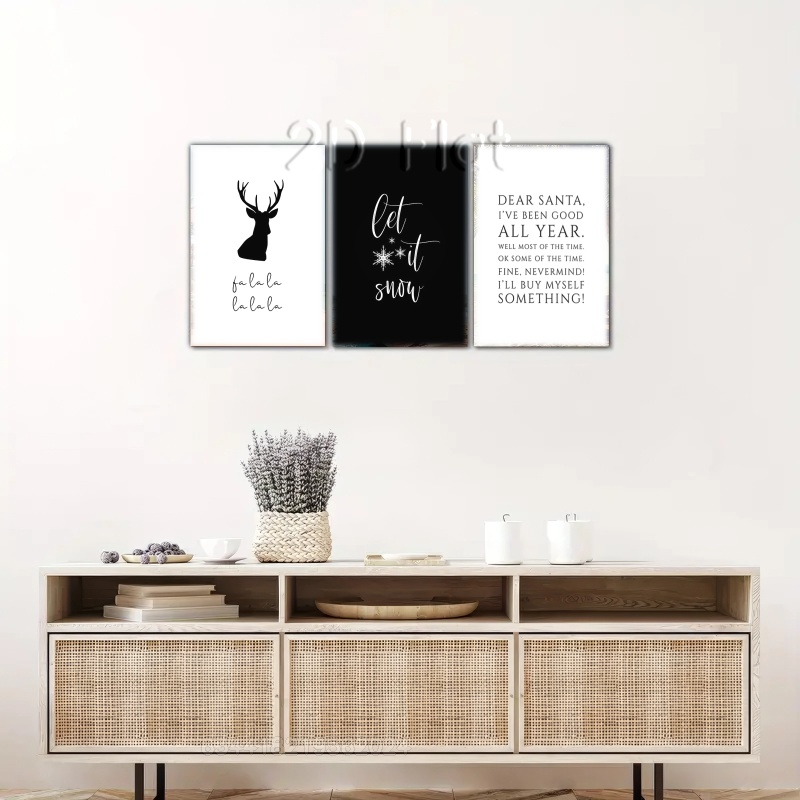 2D Flat
fa la la
la la la
let
it
snow
DEAR SANTA,
I'VE BEEN GOOD
ALL YEAR.
WELL MOST OF THE TIME.
OK SOME OF THE TIME.
FINE, NEVERMIND!
I'LL BUY MYSELF
SOMETHING!